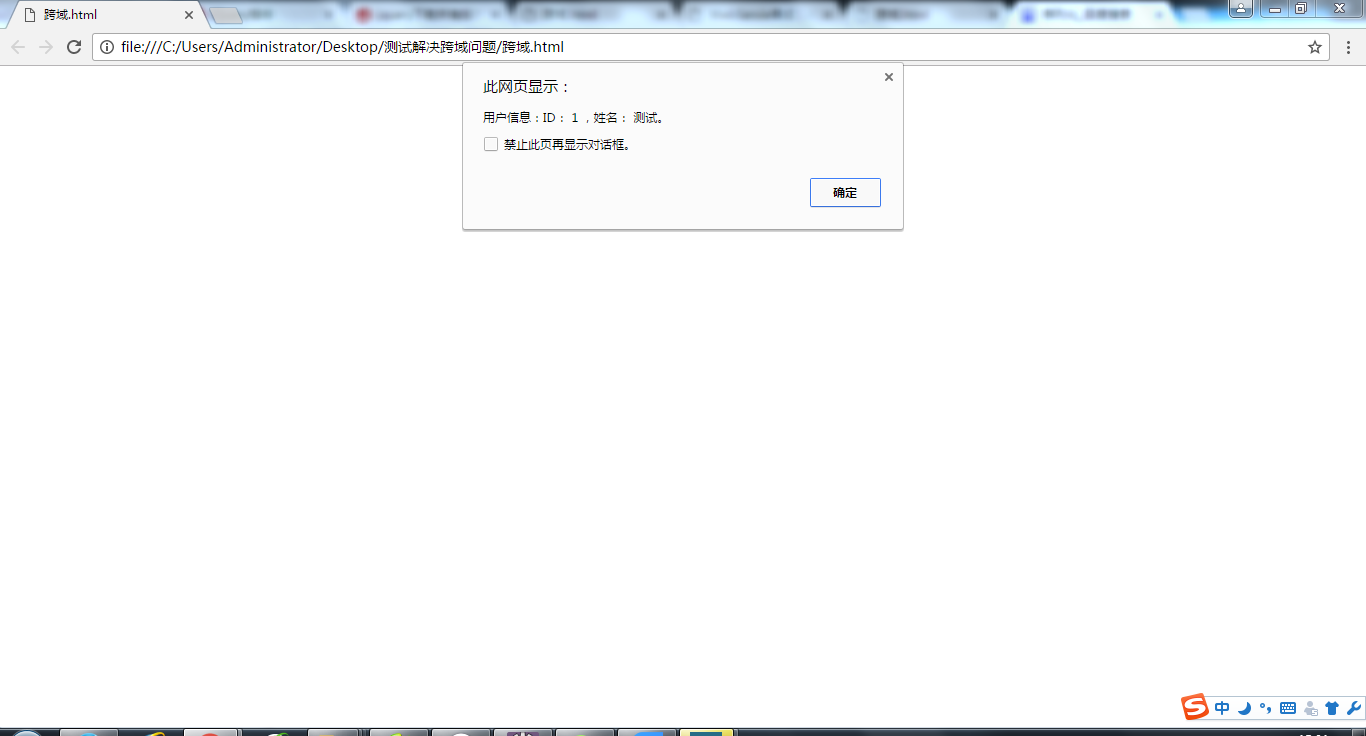 跨域.html
file:///C:/Users/Administrator/Desktop/测试解决跨域问题/跨域.html
此网页显示：
用户信息：ID： 1 ，姓名： 测试。
禁止此页再显示对话框。
确定
中